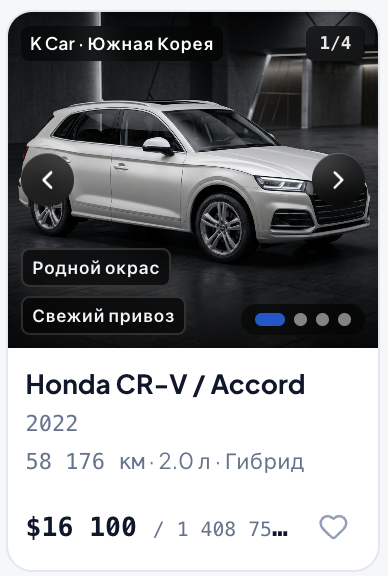 K Car · Южная Корея
1/4
Родной окрас
Свежий привоз
Honda CR-V / Accord
2022
58 176 км · 2.0 л · Гибрид
$16 100 / 1 408 75…